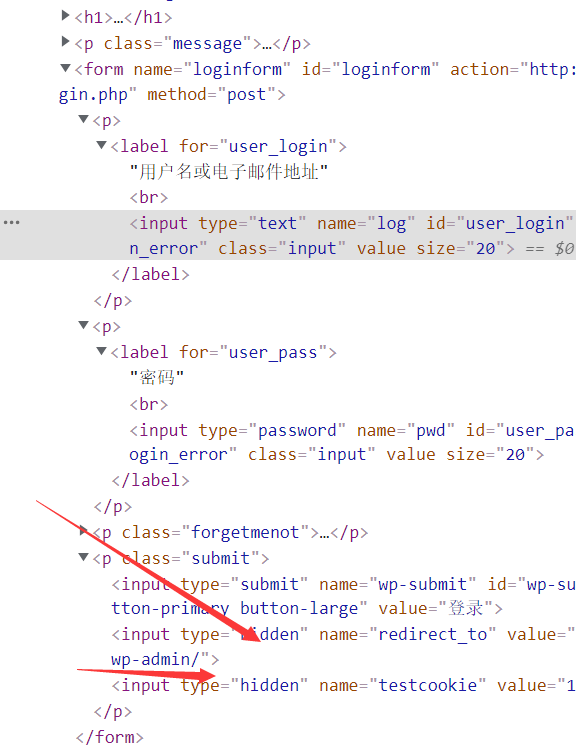 <h1>…</h1>
<p class="message">…</p>
<form name="loginform" id="loginform" action="http:
gin.php" method="post">
<p>
<label for="user_login">
"用户名或电子邮件地址"
<br>
<input type="text" name="log" id="user_login"
n_error" class="input" value size="20"> == $0
</label>
</p>
<p>
<label for="user_pass">
"密码"
<br>
<input type="password" name="pwd" id="user_pa
ogin_error" class="input" value size="20">
</label>
</p>
<p class="forgetmenot">…</p>
<p class="submit">
<input type="submit" name="wp-submit" id="wp-su
tton-primary button-large" value="登录">
<input type="hidden" name="redirect_to" value="
wp-admin/">
<input type="hidden" name="testcookie" value="1
</p>
</form>